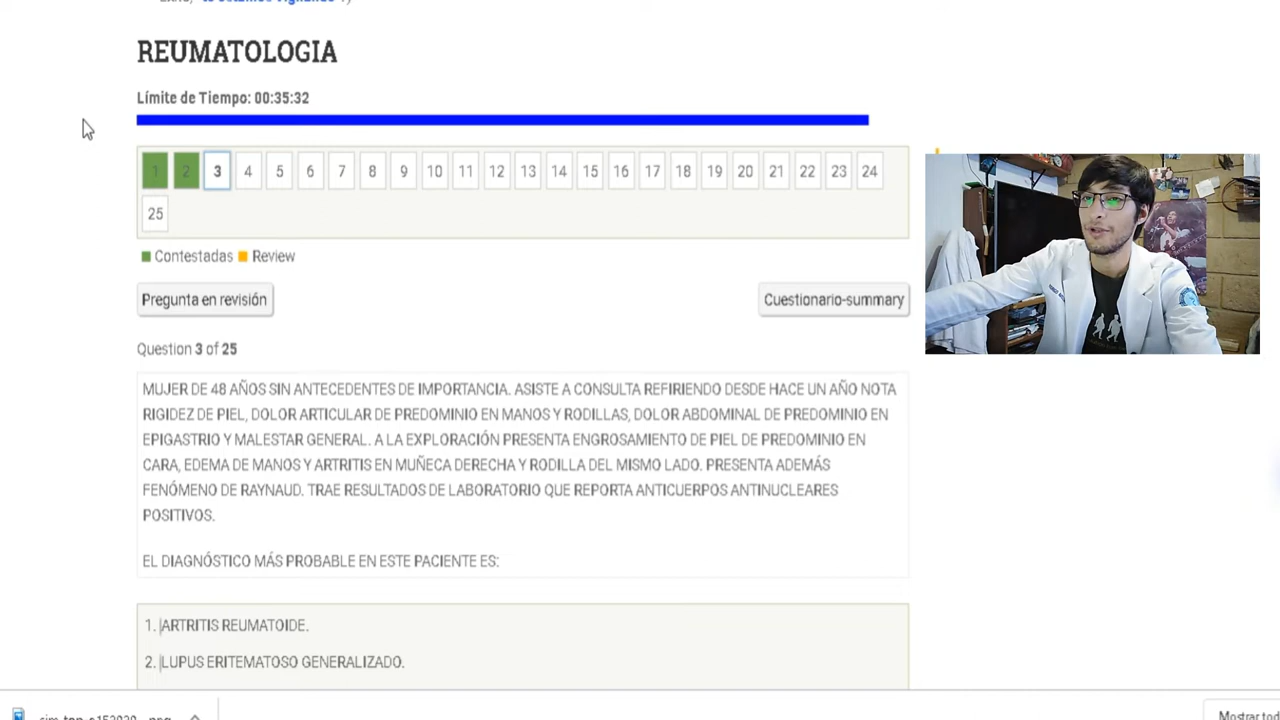 REUMATOLOGIA
Límite de Tiempo: 00:35:32
1 2 3 4 5 6 7 8 9 10 11 12 13 14 15 16 17 18 19 20 21 22 23 24
25
Contestadas Review
Pregunta en revisión Cuestionario-summary
Question 3 of 25
MUJER DE 48 AÑOS SIN ANTECEDENTES DE IMPORTANCIA. ASISTE A CONSULTA REFIRIENDO DESDE HACE UN AÑO NOTA
RIGIDEZ DE PIEL, DOLOR ARTICULAR DE PREDOMINIO EN MANOS Y RODILLAS, DOLOR ABDOMINAL DE PREDOMINIO EN
EPIGASTRIO Y MALESTAR GENERAL. A LA EXPLORACIÓN PRESENTA ENGROSAMIENTO DE PIEL DE PREDOMINIO EN
CARA, EDEMA DE MANOS Y ARTRITIS EN MUÑECA DERECHA Y RODILLA DEL MISMO LADO. PRESENTA ADEMÁS
FENÓMENO DE RAYNAUD. TRAE RESULTADOS DE LABORATORIO QUE REPORTA ANTICUERPOS ANTINUCLEARES
POSITIVOS.
EL DIAGNÓSTICO MÁS PROBABLE EN ESTE PACIENTE ES:
1. ARTRITIS REUMATOIDE.
2. LUPUS ERITEMATOSO GENERALIZADO.
Mostrar tod